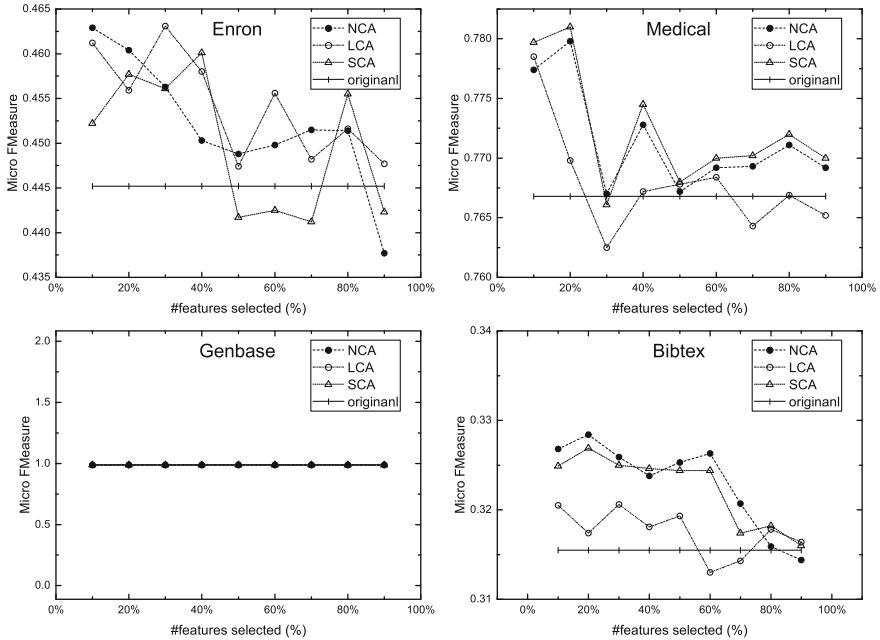 Enron
NCA
LCA
SCA
originanl
0.465
0.460
0.455
0.450
0.445
0.440
0.435
Micro FMeasure
0% 20% 40% 60% 80% 100%
#features selected (%)
Medical
NCA
LCA
SCA
originanl
0.780
0.775
0.770
0.765
0.760
Micro FMeasure
0% 20% 40% 60% 80% 100%
#features selected (%)
Genbase
NCA
LCA
SCA
originanl
2.0
1.5
1.0
0.5
0.0
Micro FMeasure
0% 20% 40% 60% 80% 100%
#features selected (%)
Bibtex
NCA
LCA
SCA
originanl
0.34
0.33
0.32
0.31
Micro FMeasure
0% 20% 40% 60% 80% 100%
#features selected (%)